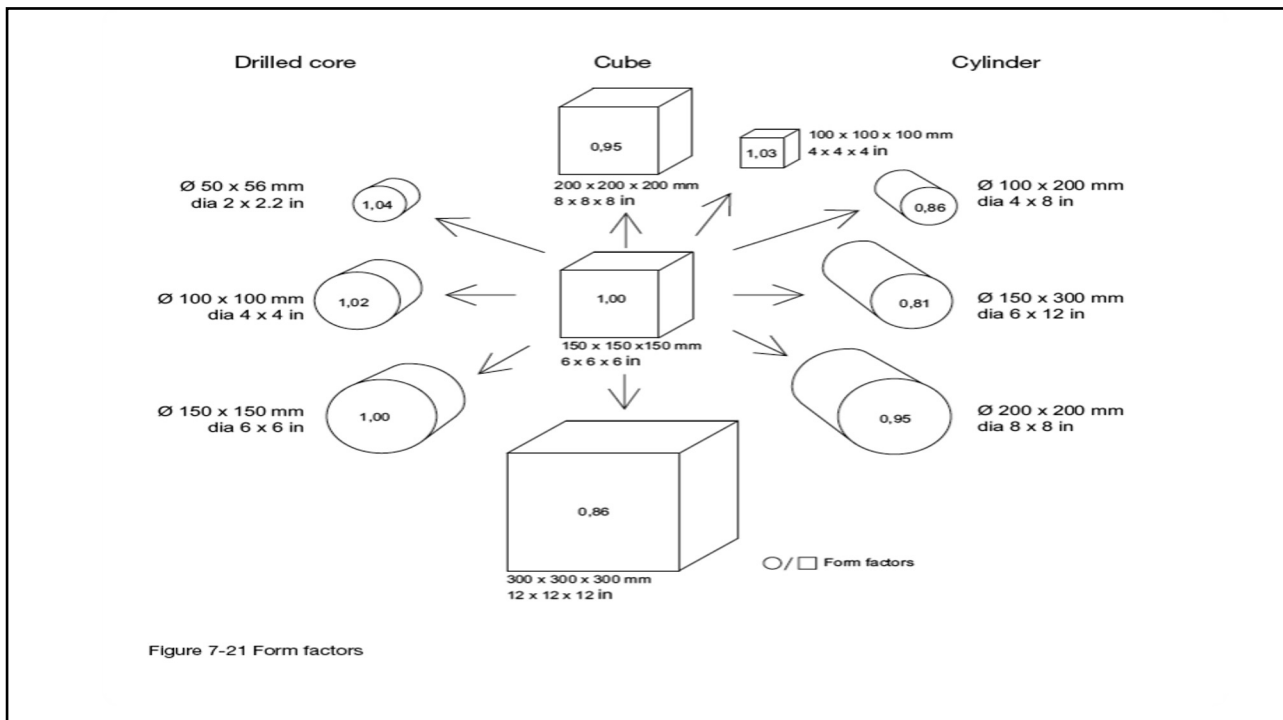 Drilled core
Cube
Cylinder
0,95
200 x 200 x 200 mm
8 x 8 x 8 in
1,03
100 x 100 x 100 mm
4 x 4 x 4 in
Ø 50 x 56 mm
dia 2 x 2.2 in
1,04
0,86
Ø 100 x 200 mm
dia 4 x 8 in
Ø 100 x 100 mm
dia 4 x 4 in
1,02
1,00
150 x 150 x150 mm
6 x 6 x 6 in
0,81
Ø 150 x 300 mm
dia 6 x 12 in
Ø 150 x 150 mm
dia 6 x 6 in
1,00
0,95
Ø 200 x 200 mm
dia 8 x 8 in
0,86
300 x 300 x 300 mm
12 x 12 x 12 in
Form factors
Figure 7-21 Form factors